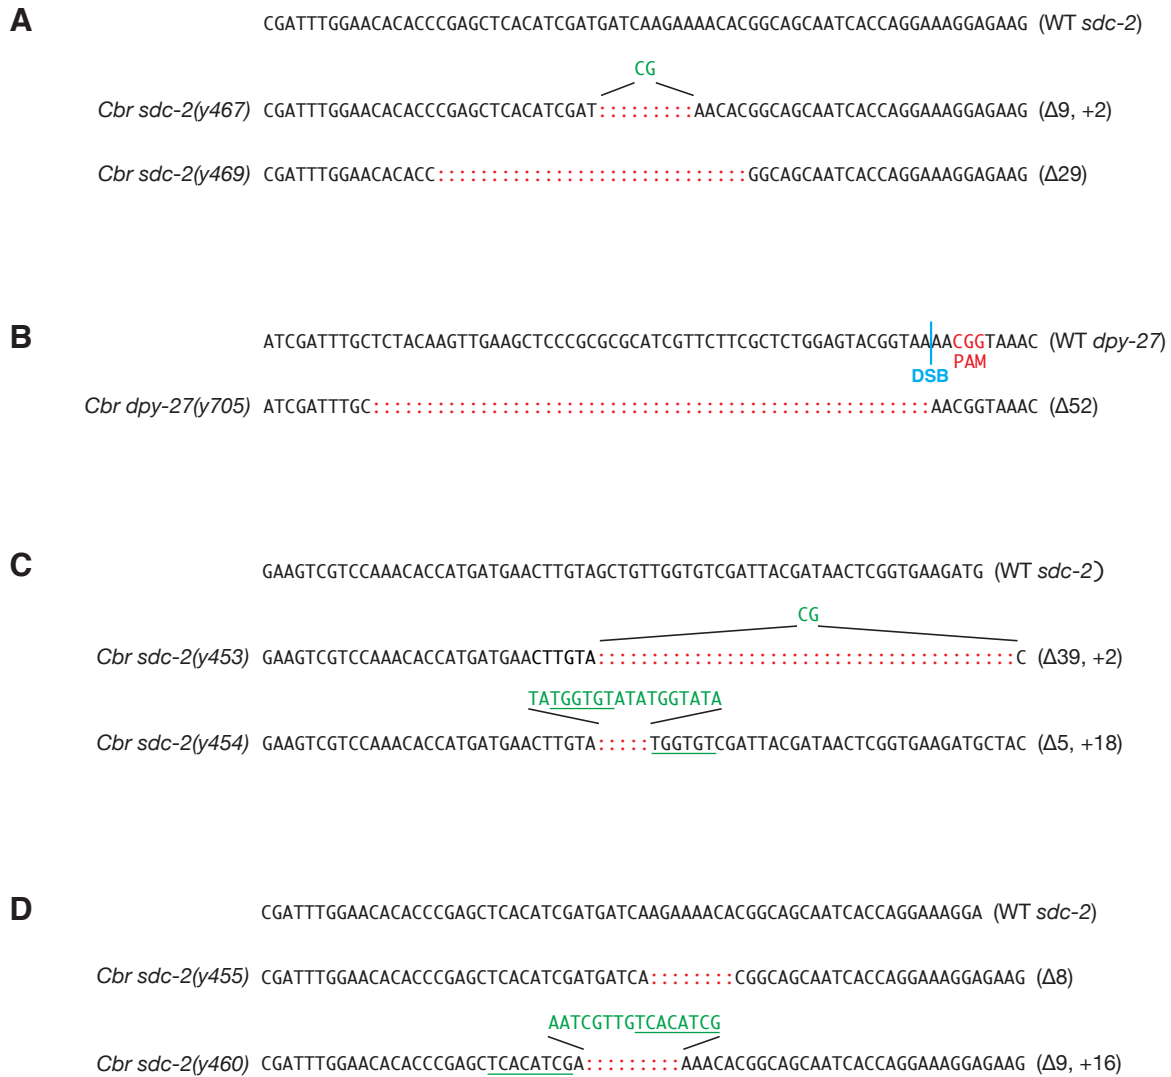 A
CGATTTGGAACACACCCGAGCTCACATCGATGATCAAGAAAACACGGCAGCAATCACCAGGAAAGGAGAAG (WT sdc-2)
CG
Cbr sdc-2(y467) CGATTTGGAACACACCCGAGCTCACATCGAT:::::::::AACACGGCAGCAATCACCAGGAAAGGAGAAG (Δ9, +2)
Cbr sdc-2(y469) CGATTTGGAACACACC:::::::::::::::::::::::::::::GGCAGCAATCACCAGGAAAGGAGAAG (Δ29)
B
ATCGATTTGCTCTACAAGTTGAAGCTCCCGCGCGCATCGTTCTTCGCTCTGGAGTACGGTAAAACGGTAAAC (WT dpy-27)
PAM
DSB
Cbr dpy-27(y705) ATCGATTTGC::::::::::::::::::::::::::::::::::::::::::::::::::::AACGGTAAAC (Δ52)
C
GAAGTCGTCCAAACACCATGATGAACTTGTAGCTGTTGGTGTCGATTACGATAACTCGGTGAAGATG (WT sdc-2)
CG
Cbr sdc-2(y453) GAAGTCGTCCAAACACCATGATGAACTTGTA:::::::::::::::::::::::::::::::::::::::C (Δ39, +2)
TATGGTGTATATGGTATA
Cbr sdc-2(y454) GAAGTCGTCCAAACACCATGATGAACTTGTA:::::TGGTGTCGATTACGATAACTCGGTGAAGATGCTAC (Δ5, +18)
D
CGATTTGGAACACACCCGAGCTCACATCGATGATCAAGAAAACACGGCAGCAATCACCAGGAAAGGA (WT sdc-2)
Cbr sdc-2(y455) CGATTTGGAACACACCCGAGCTCACATCGATGATCA::::::::CGGCAGCAATCACCAGGAAAGGAGAAG (Δ8)
AATCGTTGTCACATCG
Cbr sdc-2(y460) CGATTTGGAACACACCCGAGCTCACATCGA:::::::::AAACACGGCAGCAATCACCAGGAAAGGAGAAG (Δ9, +16)